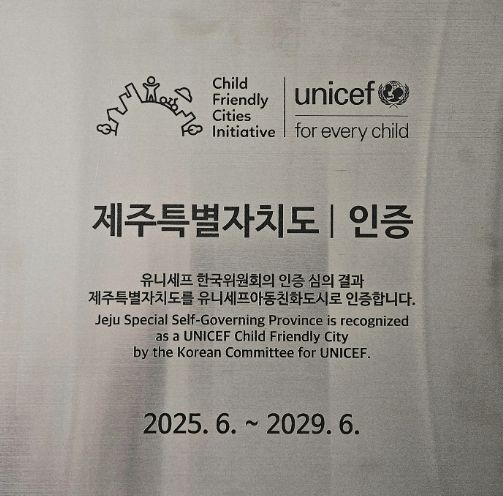 Child
Friendly
Cities
Initiative
unicef
for every child
제주특별자치도 | 인증
유니세프 한국위원회의 인증 심의 결과
제주특별자치도를 유니세프아동친화도시로 인증합니다.
Jeju Special Self-Governing Province is recognized
as a UNICEF Child Friendly City
by the Korean Committee for UNICEF.
2025. 6. ~ 2029. 6.